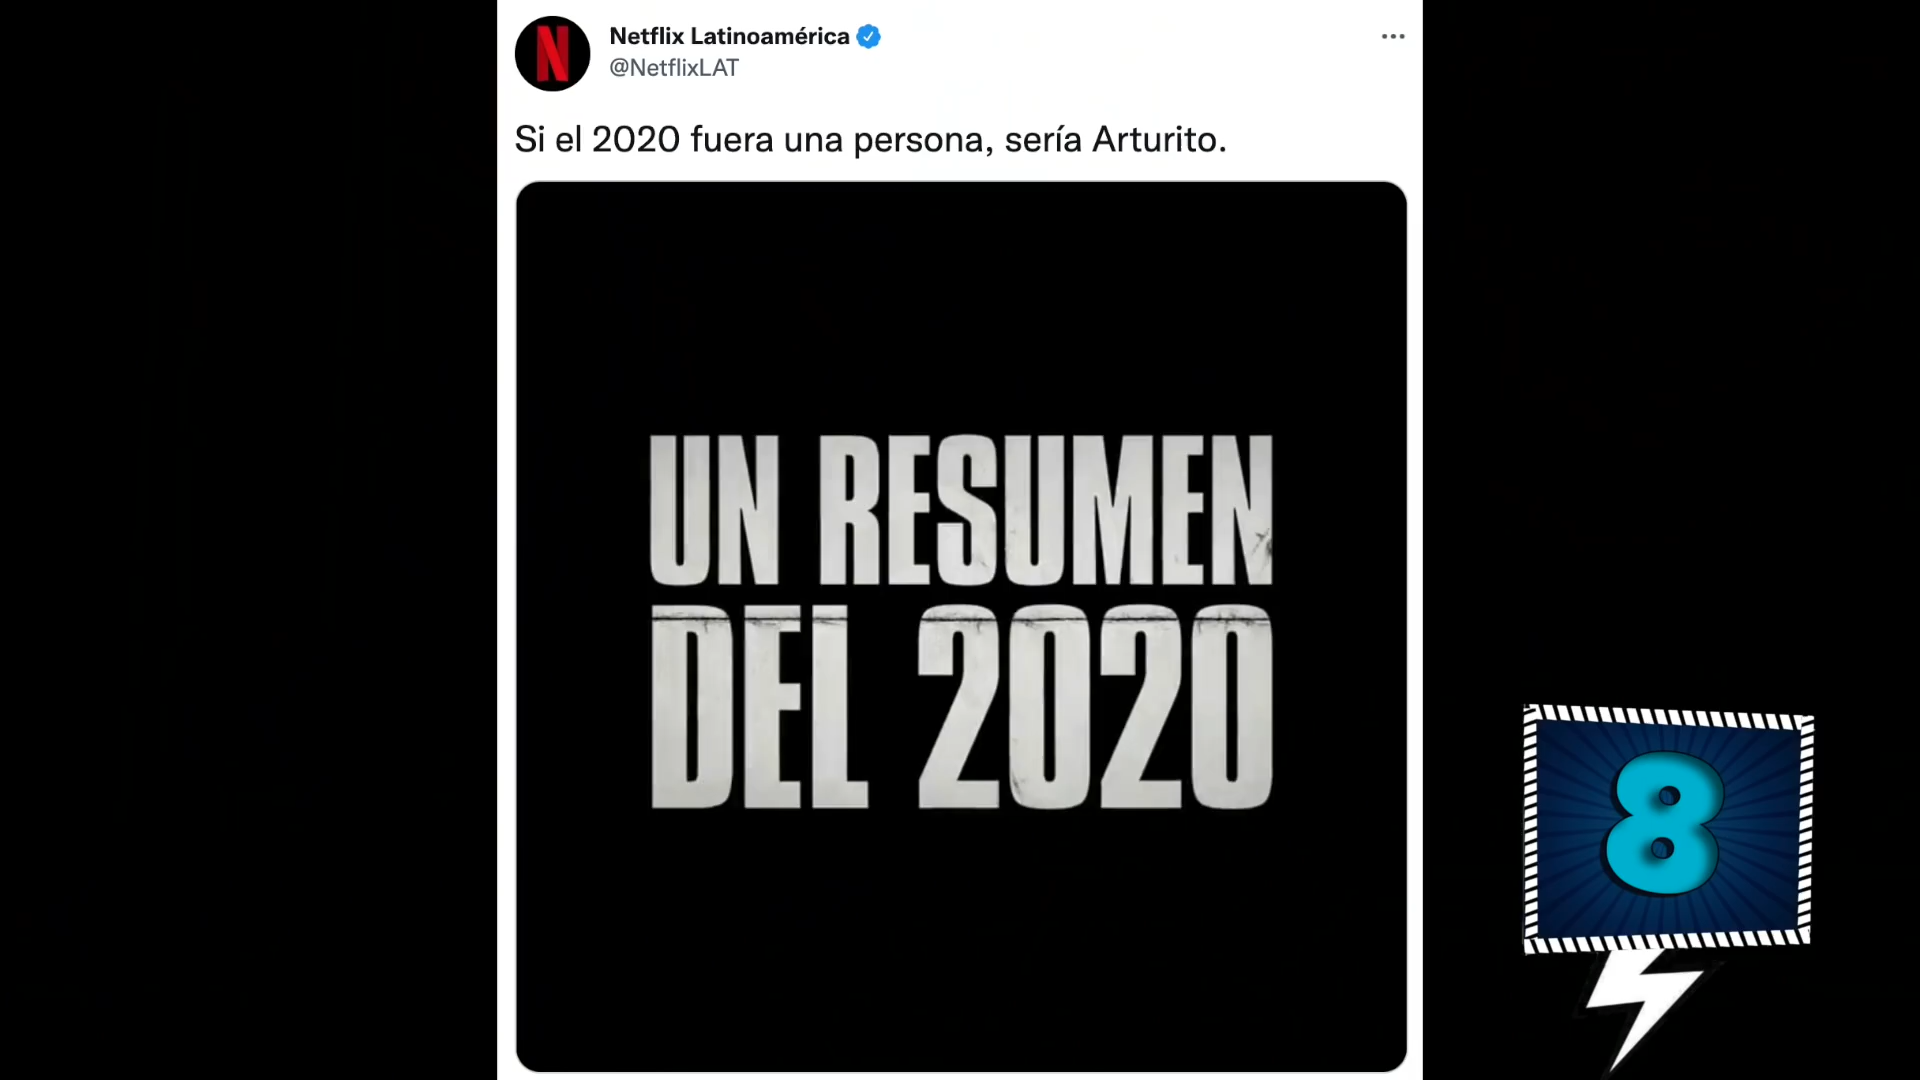 Netflix Latinoamérica
@NetflixLAT
Si el 2020 fuera una persona, sería Arturito.
UN RESUMEN
DEL 2020
8